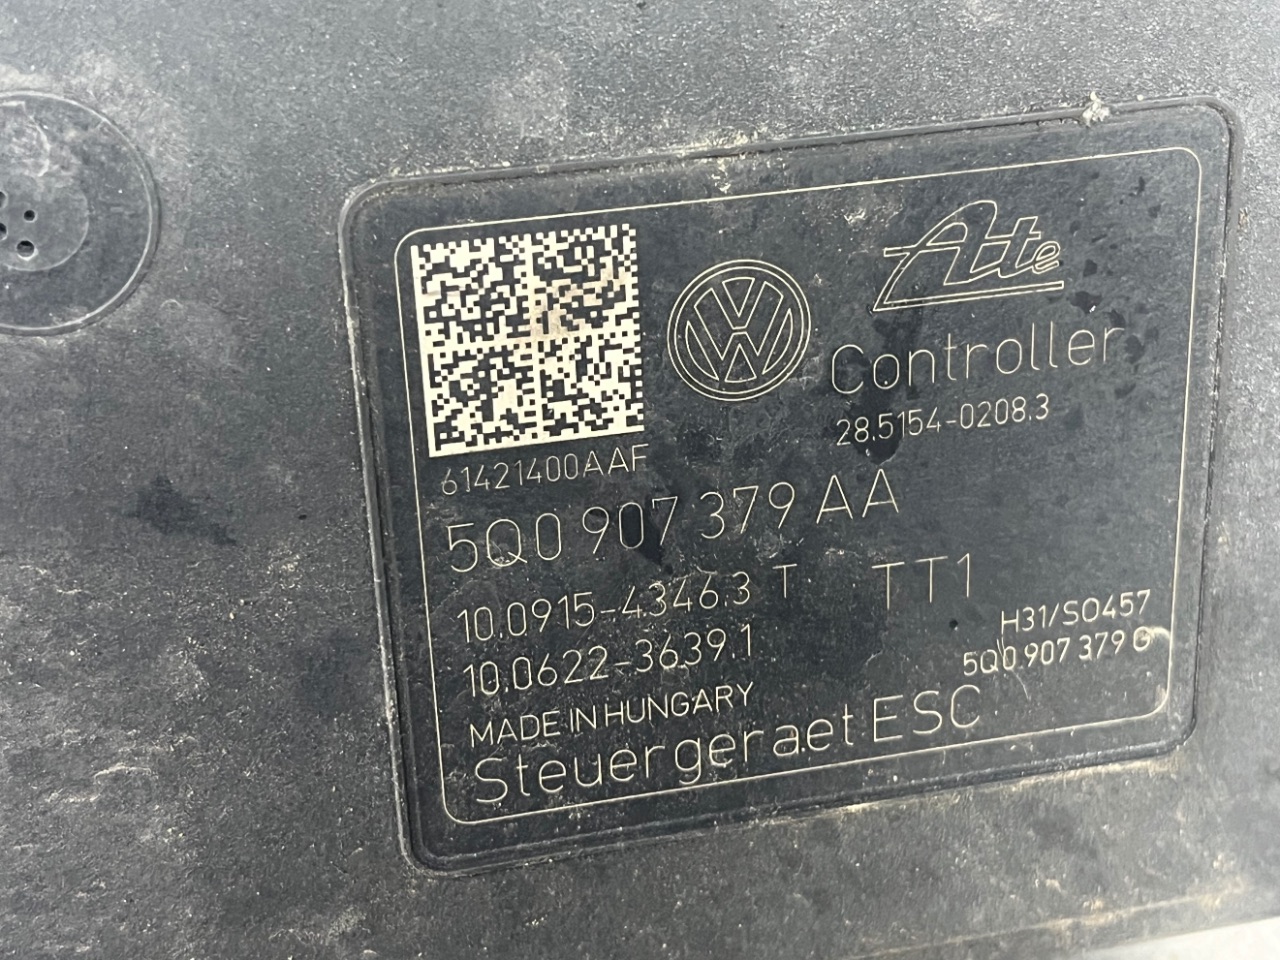 Ate
Controller
28.5154-0208.3
61421400AAF
5Q0 907 379 AA
10.0915-4346.3 T TT1
10.0622-3639.1
H31/S0457
5Q0.907 379 G
MADE IN HUNGARY
Steuergeraet ESC